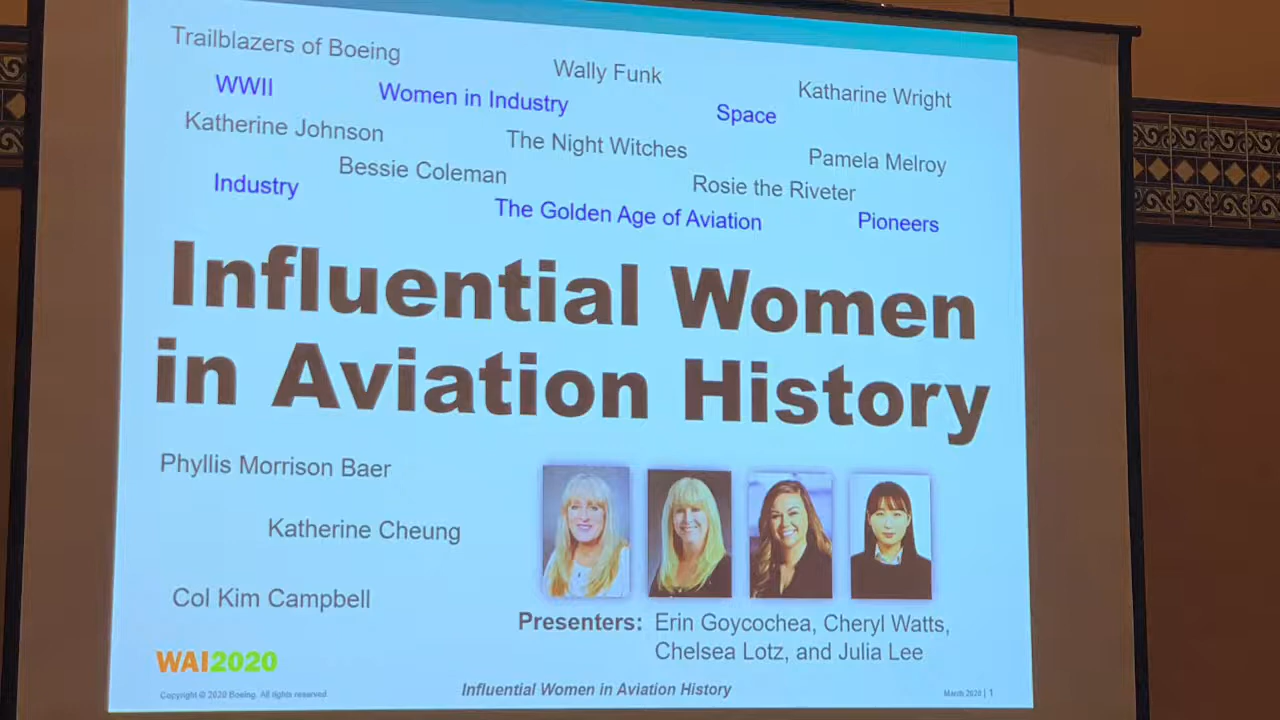 Trailblazers of Boeing
Wally Funk
Katharine Wright
WWII
Women in Industry
Space
Katherine Johnson
The Night Witches
Pamela Melroy
Bessie Coleman
Rosie the Riveter
Industry
The Golden Age of Aviation
Pioneers
Influential Women
in Aviation History
Phyllis Morrison Baer
Katherine Cheung
Col Kim Campbell
Presenters: Erin Goycochea, Cheryl Watts,
Chelsea Lotz, and Julia Lee
WAI2020
Copyright © 2020 Boeing. All rights reserved
Influential Women in Aviation History
March 2020 | 1